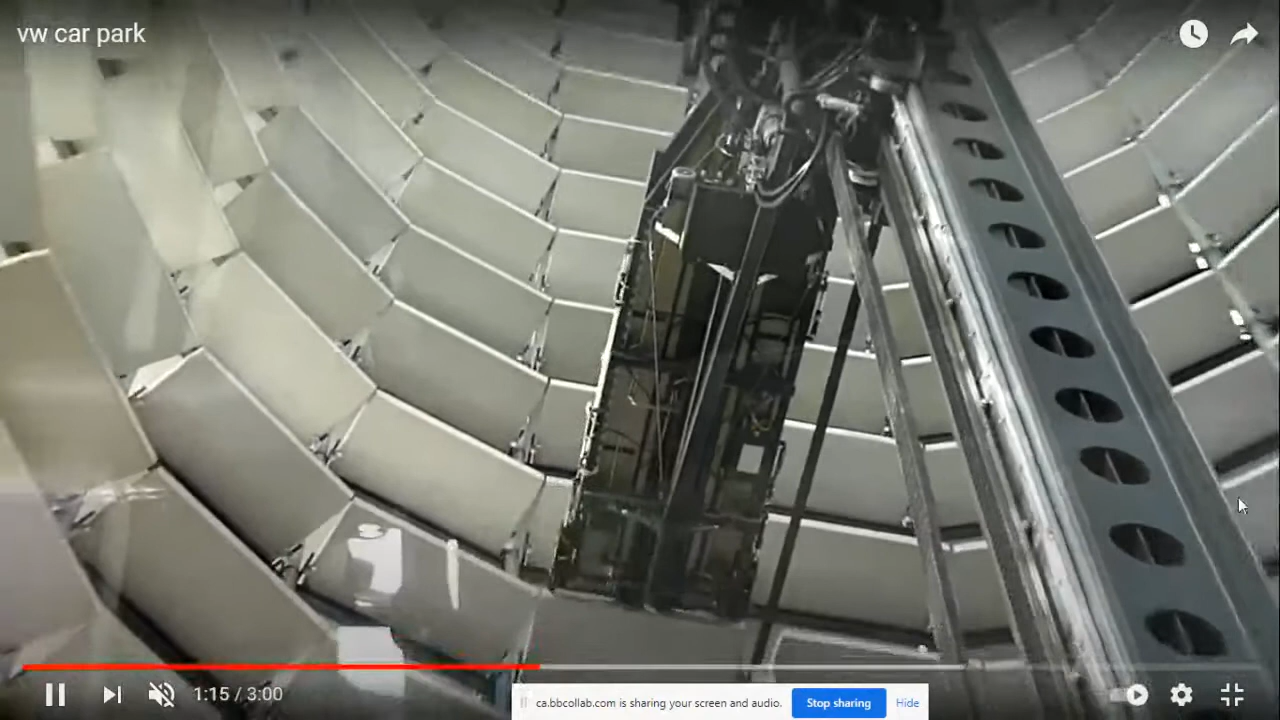 vw car park
1:15 / 3:00
ca.bbcollab.com is sharing your screen and audio.
Stop sharing
Hide